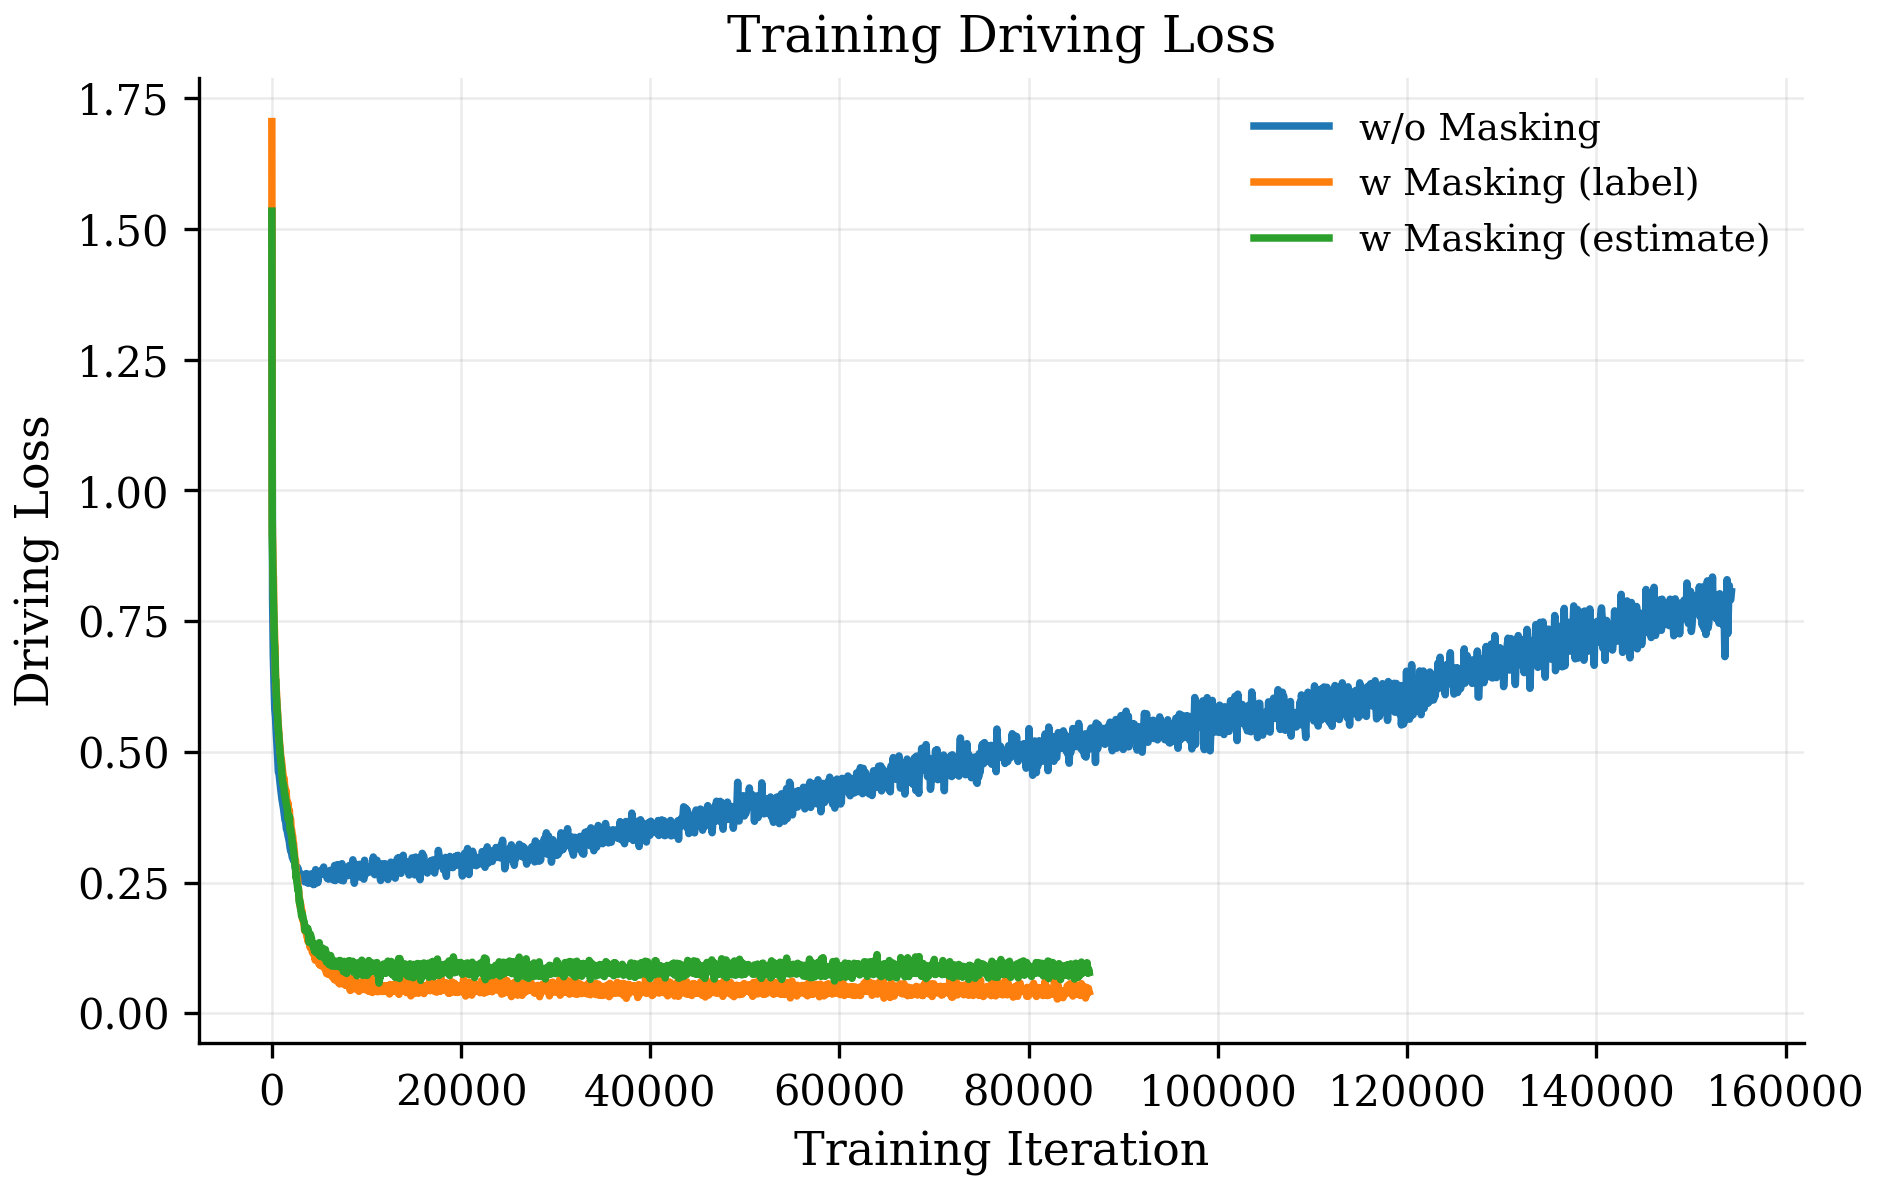 Training Driving Loss
1.75
1.50
1.25
1.00
0.75
0.50
0.25
0.00
Driving Loss
w/o Masking
w Masking (label)
w Masking (estimate)
0 20000 40000 60000 80000 100000 120000 140000 160000
Training Iteration